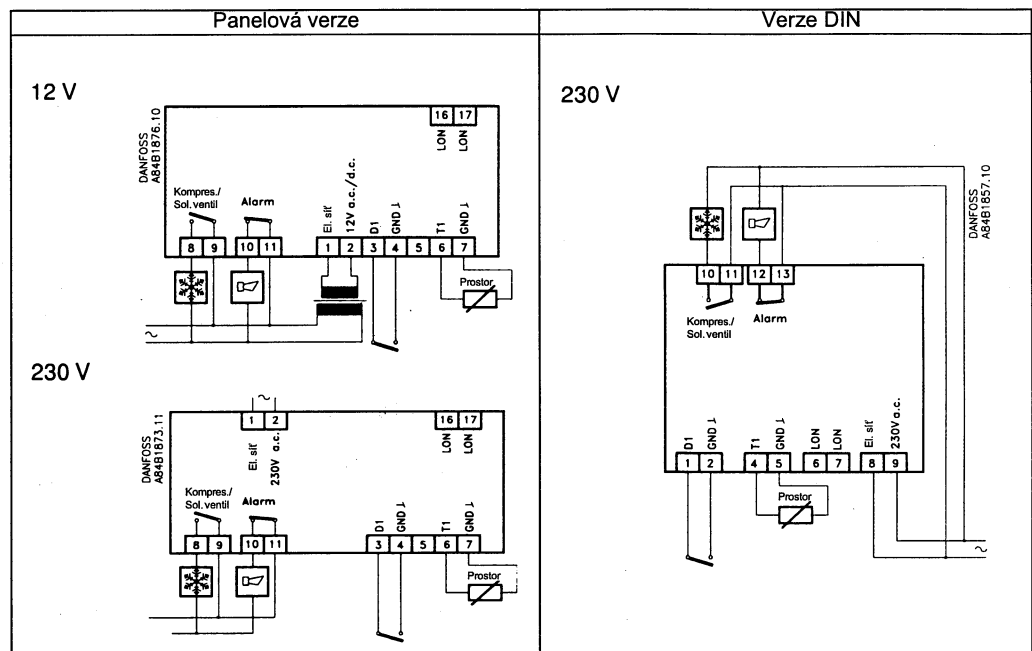 Panelová verze
Verze DIN
12 V
DANFOSS
A84B1876.10
16 17
LON LON
Kompres./
Sol. ventil
Alarm
El. síť
12V a.c./d.c.
D1
GND ⊥
T1
GND ⊥
8 9 10 11 1 2 3 4 5 6 7
Prostor
~
230 V
~
DANFOSS
A84B1873.11
1 2
16 17
El. síť
230V a.c.
LON LON
Kompres./
Sol. ventil
Alarm
D1
GND ⊥
T1
GND ⊥
8 9 10 11 3 4 5 6 7
Prostor
230 V
DANFOSS
A84B1857.10
10 11 12 13
Kompres./
Sol. ventil
Alarm
D1
GND ⊥
T1
GND ⊥
LON
LON
El. síť
230V a.c.
1 2 4 5 6 7 8 9
Prostor
~